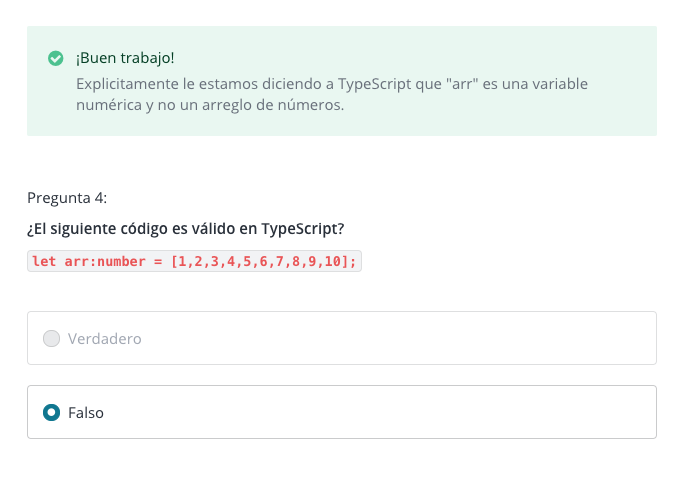 ¡Buen trabajo!
Explicitamente le estamos diciendo a TypeScript que "arr" es una variable
numérica y no un arreglo de números.
Pregunta 4:
¿El siguiente código es válido en TypeScript?
let arr:number = [1,2,3,4,5,6,7,8,9,10];
Verdadero
Falso